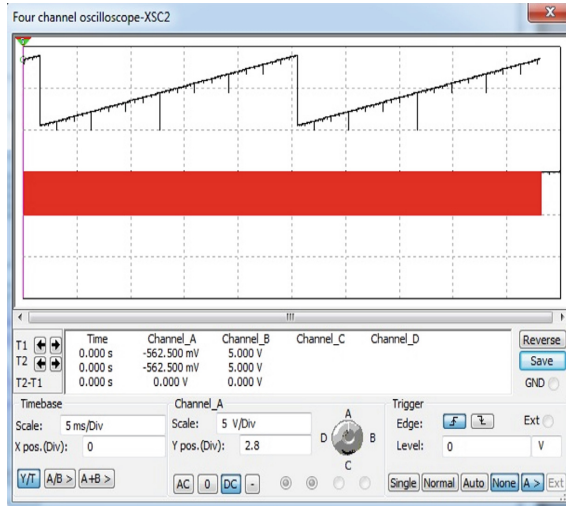 Four channel oscilloscope-XSC2
Time Channel_A Channel_B Channel_C Channel_D
T1 0.000 s -562.500 mV 5.000 V
T2 0.000 s -562.500 mV 5.000 V
T2-T1 0.000 s 0.000 V 0.000 V
Reverse
Save
GND
Timebase
Scale: 5 ms/Div
X pos.(Div): 0
Y/T A/B > A+B >
Channel_A
Scale: 5 V/Div
Y pos.(Div): 2.8
AC 0 DC -
A
B
C
D
Trigger
Edge: Ext
Level: 0 V
Single Normal Auto None A > Ext